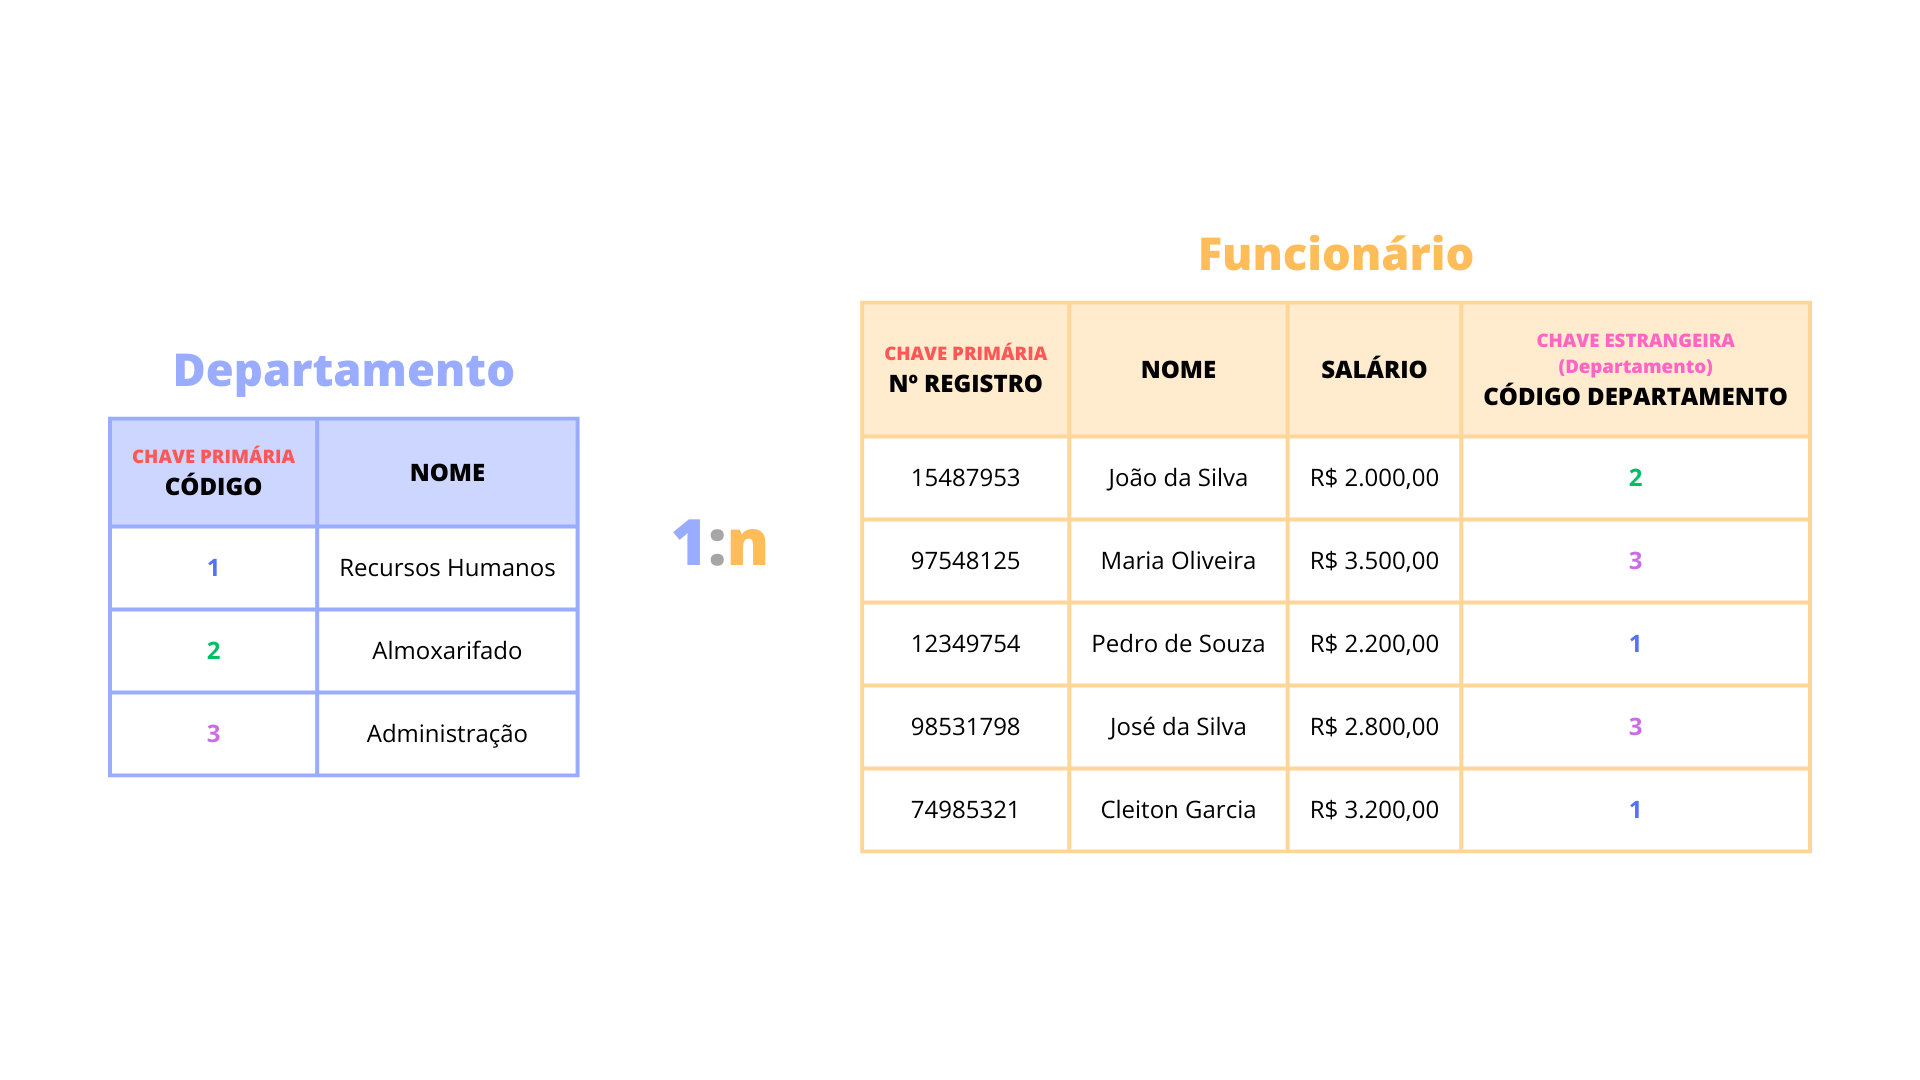 Departamento
CHAVE PRIMÁRIA
CÓDIGO
NOME
1
Recursos Humanos
2
Almoxarifado
3
Administração
1:n
Funcionário
CHAVE PRIMÁRIA
Nº REGISTRO
NOME
SALÁRIO
CHAVE ESTRANGEIRA
(Departamento)
CÓDIGO DEPARTAMENTO
15487953
João da Silva
R$ 2.000,00
2
97548125
Maria Oliveira
R$ 3.500,00
3
12349754
Pedro de Souza
R$ 2.200,00
1
98531798
José da Silva
R$ 2.800,00
3
74985321
Cleiton Garcia
R$ 3.200,00
1